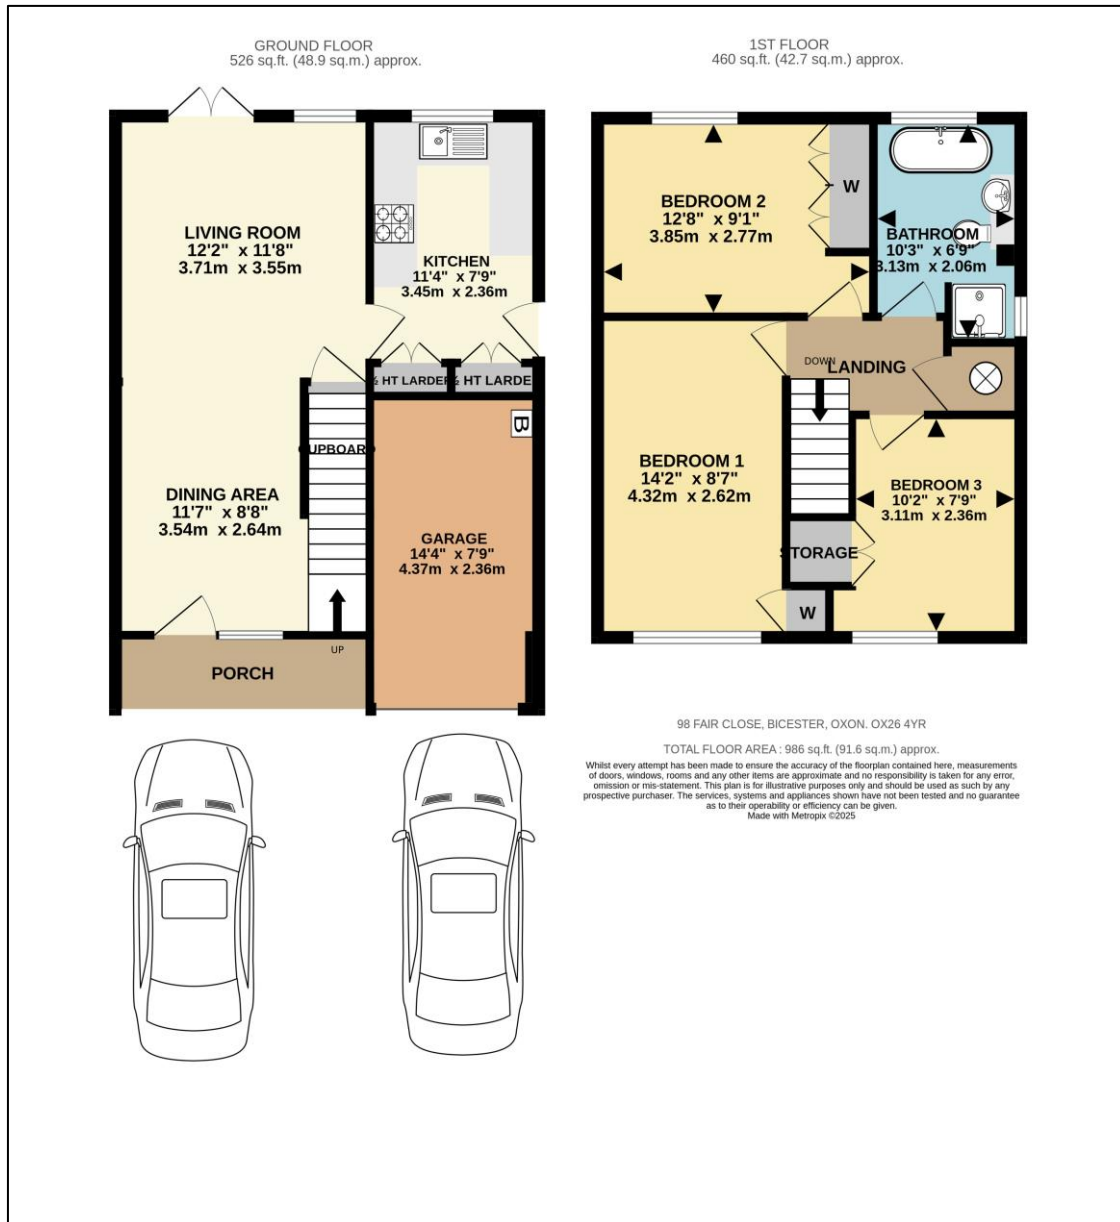 GROUND FLOOR
526 sq.ft. (48.9 sq.m.) approx.
LIVING ROOM
12'2" x 11'8"
3.71m x 3.55m
KITCHEN
11'4" x 7'9"
3.45m x 2.36m
½ HT LARDER
½ HT LARDE
CUPBOARD
B
DINING AREA
11'7" x 8'8"
3.54m x 2.64m
GARAGE
14'4" x 7'9"
4.37m x 2.36m
UP
PORCH
1ST FLOOR
460 sq.ft. (42.7 sq.m.) approx.
BEDROOM 2
12'8" x 9'1"
3.85m x 2.77m
W
BATHROOM
10'3" x 6'9"
3.13m x 2.06m
DOWN
LANDING
BEDROOM 1
14'2" x 8'7"
4.32m x 2.62m
BEDROOM 3
10'2" x 7'9"
3.11m x 2.36m
STORAGE
W
98 FAIR CLOSE, BICESTER, OXON. OX26 4YR
TOTAL FLOOR AREA : 986 sq.ft. (91.6 sq.m.) approx.
Whilst every attempt has been made to ensure the accuracy of the floorplan contained here, measurements
of doors, windows, rooms and any other items are approximate and no responsibility is taken for any error,
omission or mis-statement. This plan is for illustrative purposes only and should be used as such by any
prospective purchaser. The services, systems and appliances shown have not been tested and no guarantee
as to their operability or efficiency can be given.
Made with Metropix ©2025